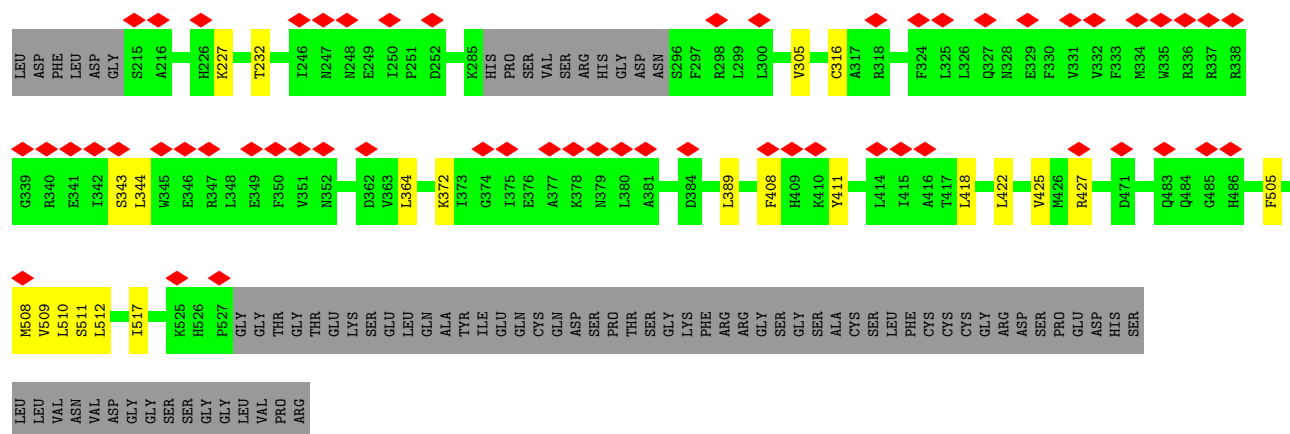 LEU ASP PHE LEU ASP GLY S215 A216 H226 K227 T232 I246 N247 N248 E249 I250 P251 D252 K285 HIS PRO SER VAL SER ARG HIS GLY ASP ASN S296 F297 R298 L299 L300 V305 C316 A317 R318 F324 L325 L326 Q327 N328 E329 F330 V331 V332 F333 M334 W335 R336 R337 R338
G339 R340 E341 I342 S343 L344 W345 E346 R347 L348 E349 F350 V351 N352 D362 V363 L364 K372 I373 G374 I375 E376 A377 K378 N379 L380 A381 D384 L389 F408 H409 K410 Y411 L414 I415 A416 T417 L418 L422 V425 M426 R427 D471 Q483 Q484 G485 H486 F505
M508 V509 L510 S511 L512 I517 K525 H526 P527 GLY GLY THR GLY THR GLU LYS SER GLU LEU GLN ALA TYR ILE GLU GLN CYS GLN ASP SER PRO THR SER GLY LYS PHE ARG ARG GLY SER GLY SER ALA CYS SER LEU PHE CYS CYS CYS GLY ARG ASP SER PRO GLU ASP HIS SER
LEU LEU VAL ASN VAL ASP GLY GLY SER SER GLY GLY LEU VAL PRO ARG